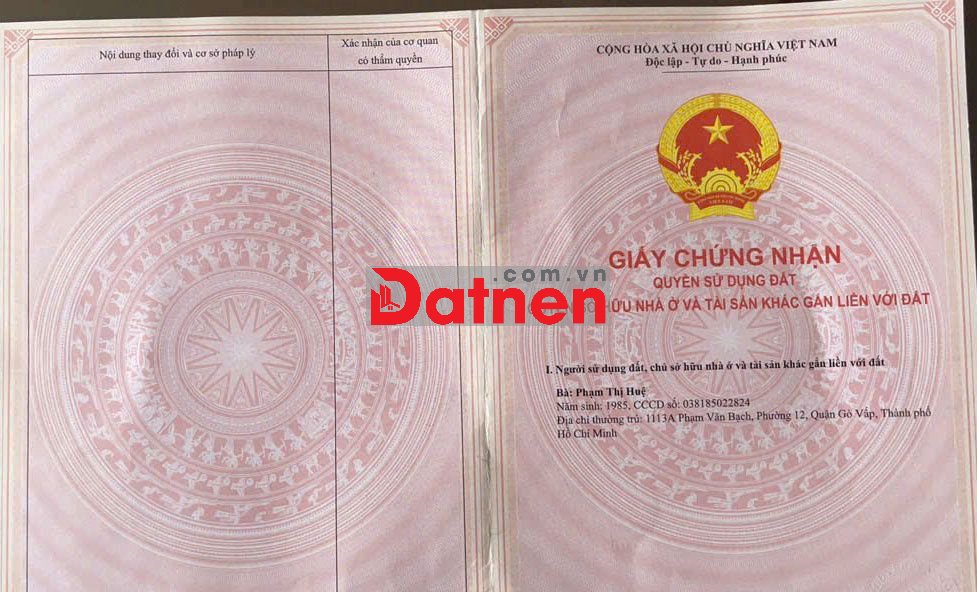 Nội dung thay đổi và cơ sở pháp lý
Xác nhận của cơ quan
có thẩm quyền
CỘNG HÒA XÃ HỘI CHỦ NGHĨA VIỆT NAM
Độc lập - Tự do - Hạnh phúc
GIẤY CHỨNG NHẬN
QUYỀN SỬ DỤNG ĐẤT
ỮU NHÀ Ở VÀ TÀI SẢN KHÁC GẮN LIỀN VỚI ĐẤT
.com.vn
Datnen
I. Người sử dụng đất, chủ sở hữu nhà ở và tài sản khác gắn liền với đất
Bà: Phạm Thị Huệ
Năm sinh: 1985, CCCD số: 038185022824
Địa chỉ thường trú: 1113A Phạm Văn Bạch, Phường 12, Quận Gò Vấp, Thành phố
Hồ Chí Minh